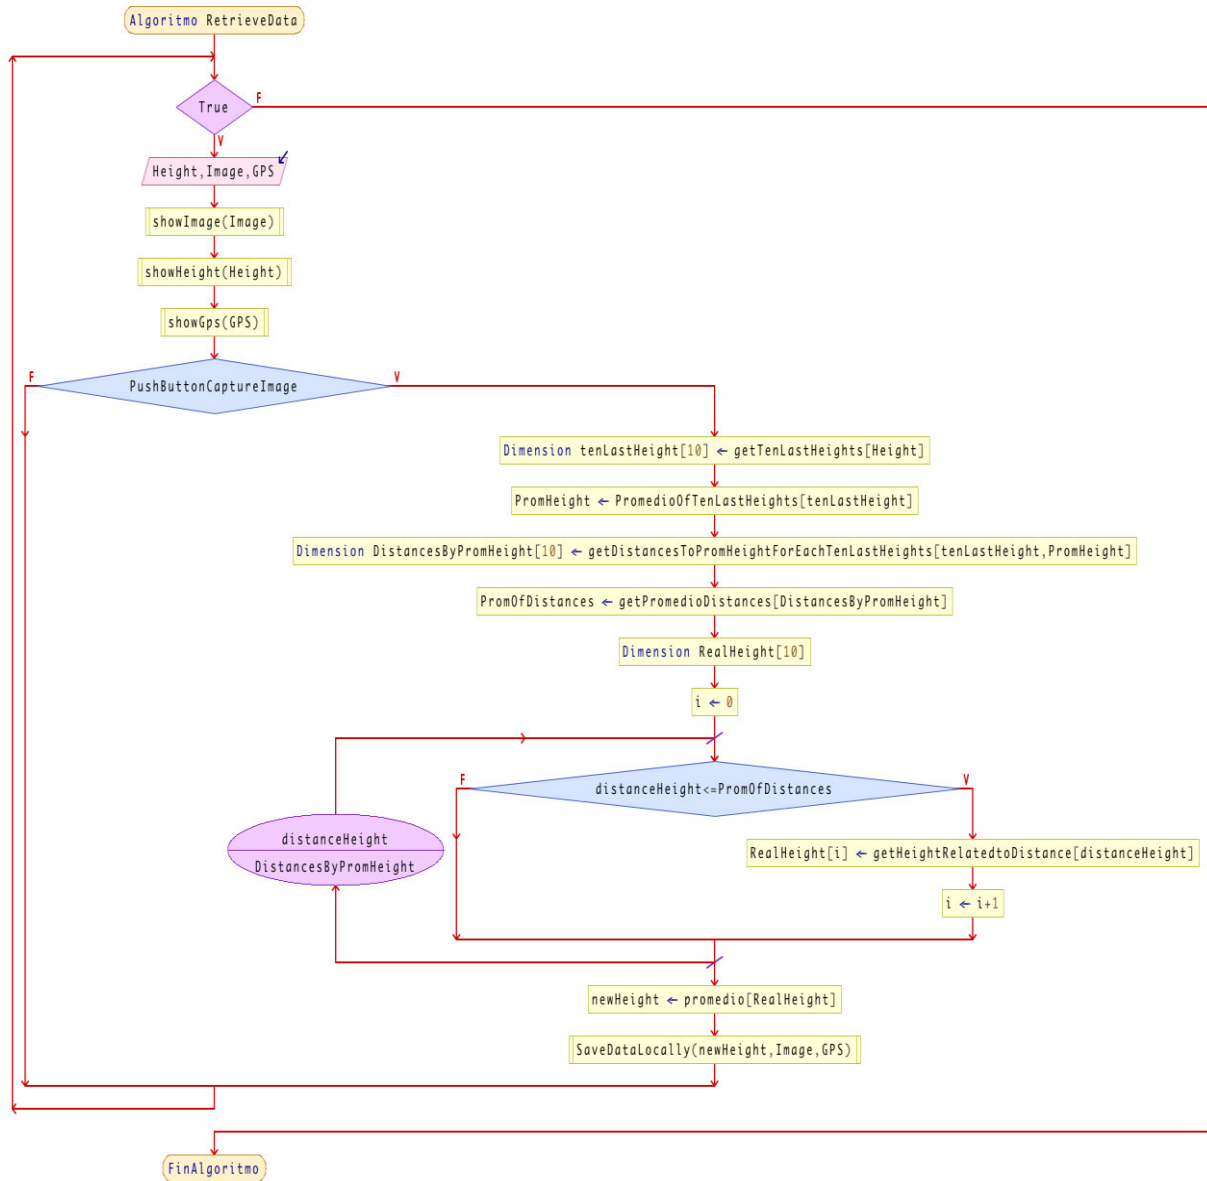 Algoritmo RetrieveData
True
F
V
Height,Image,GPS
showImage(Image)
showHeight(Height)
showGps(GPS)
PushButtonCaptureImage
F
V
Dimension tenLastHeight[10] ← getTenLastHeights[Height]
PromHeight ← PromedioOfTenLastHeights[tenLastHeight]
Dimension DistancesByPromHeight[10] ← getDistancesToPromHeightForEachTenLastHeights[tenLastHeight,PromHeight]
PromOfDistances ← getPromedioDistances[DistancesByPromHeight]
Dimension RealHeight[10]
i ← 0
distanceHeight
DistancesByPromHeight
distanceHeight<=PromOfDistances
F
V
RealHeight[i] ← getHeightRelatedtoDistance[distanceHeight]
i ← i+1
newHeight ← promedio[RealHeight]
SaveDataLocally(newHeight,Image,GPS)
FinAlgoritmo